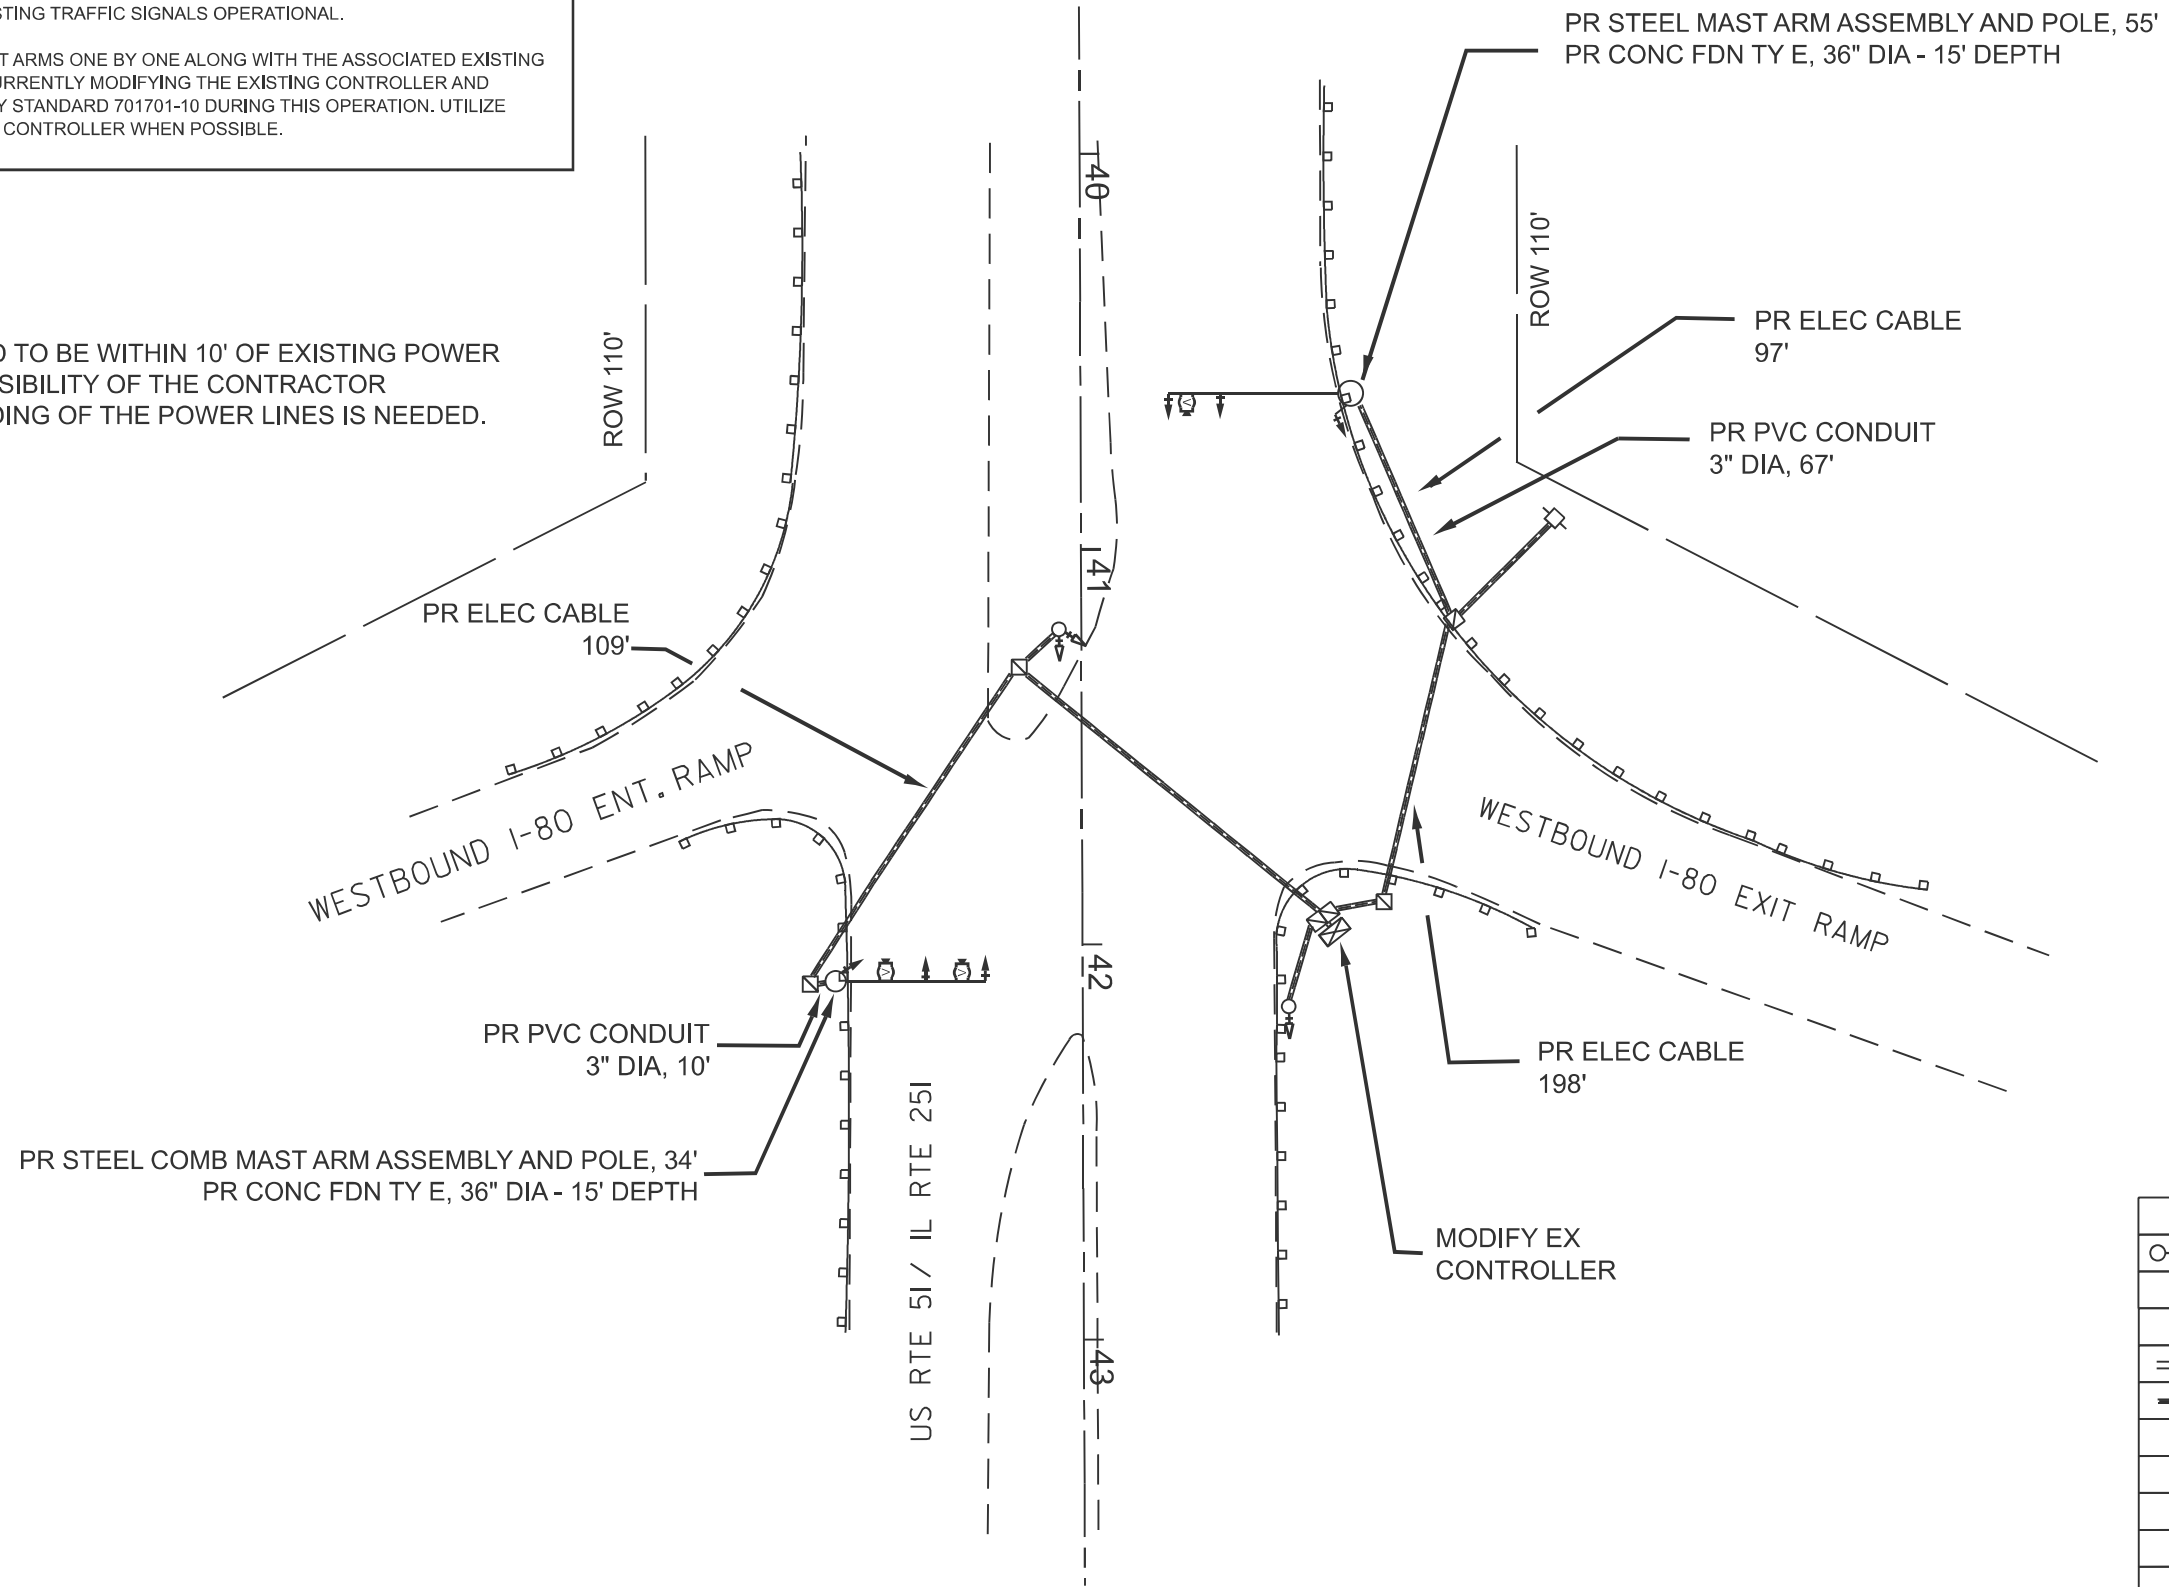 TRAFFIC SIGNALS OPERATIONAL.
ARMS ONE BY ONE ALONG WITH THE ASSOCIATED EXISTING
MODIFYING THE EXISTING CONTROLLER AND
STANDARD 701701-10 DURING THIS OPERATION. UTILIZE
CONTROLLER WHEN POSSIBLE.
TO BE WITHIN 10' OF EXISTING POWER
OF THE CONTRACTOR
OF THE POWER LINES IS NEEDED.
PR STEEL MAST ARM ASSEMBLY AND POLE, 55'
PR CONC FDN TY E, 36" DIA - 15' DEPTH
40
ROW 110'
ROW 110'
PR ELEC CABLE
97'
PR PVC CONDUIT
3" DIA, 67'
41
PR ELEC CABLE
109'
WESTBOUND I-80 ENT. RAMP
WESTBOUND I-80 EXIT RAMP
42
PR PVC CONDUIT
3" DIA, 10'
PR ELEC CABLE
198'
PR STEEL COMB MAST ARM ASSEMBLY AND POLE, 34'
PR CONC FDN TY E, 36" DIA - 15' DEPTH
US RTE 51/ IL RTE 251
MODIFY EX
CONTROLLER
43